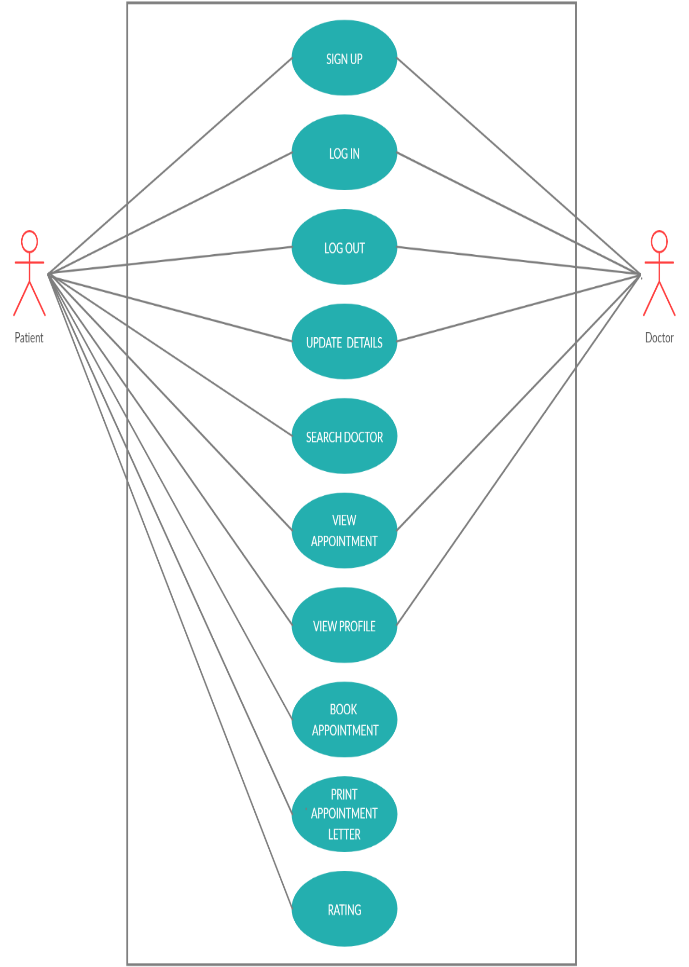 SIGN UP
LOG IN
LOG OUT
UPDATE DETAILS
SEARCH DOCTOR
VIEW
APPOINTMENT
VIEW PROFILE
BOOK
APPOINTMENT
PRINT
APPOINTMENT
LETTER
RATING
Patient
Doctor